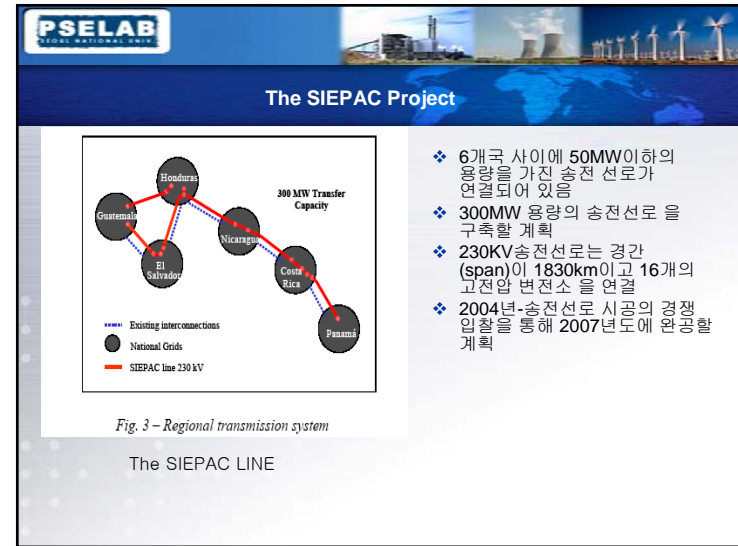 PSELAB
SEOUL NATIONAL UNIV.
The SIEPAC Project
Honduras
300 MW Transfer
Capacity
Guatemala
Nicaragua
El
Salvador
Costa
Rica
Panamá
Existing interconnections
National Grids
SIEPAC line 230 kV
Fig. 3 – Regional transmission system
The SIEPAC LINE
6개국 사이에 50MW이하의
용량을 가진 송전 선로가
연결되어 있음
300MW 용량의 송전선로 을
구축할 계획
230KV송전선로는 경간
(span)이 1830km이고 16개의
고전압 변전소 을 연결
2004년-송전선로 시공의 경쟁
입찰을 통해 2007년도에 완공할
계획